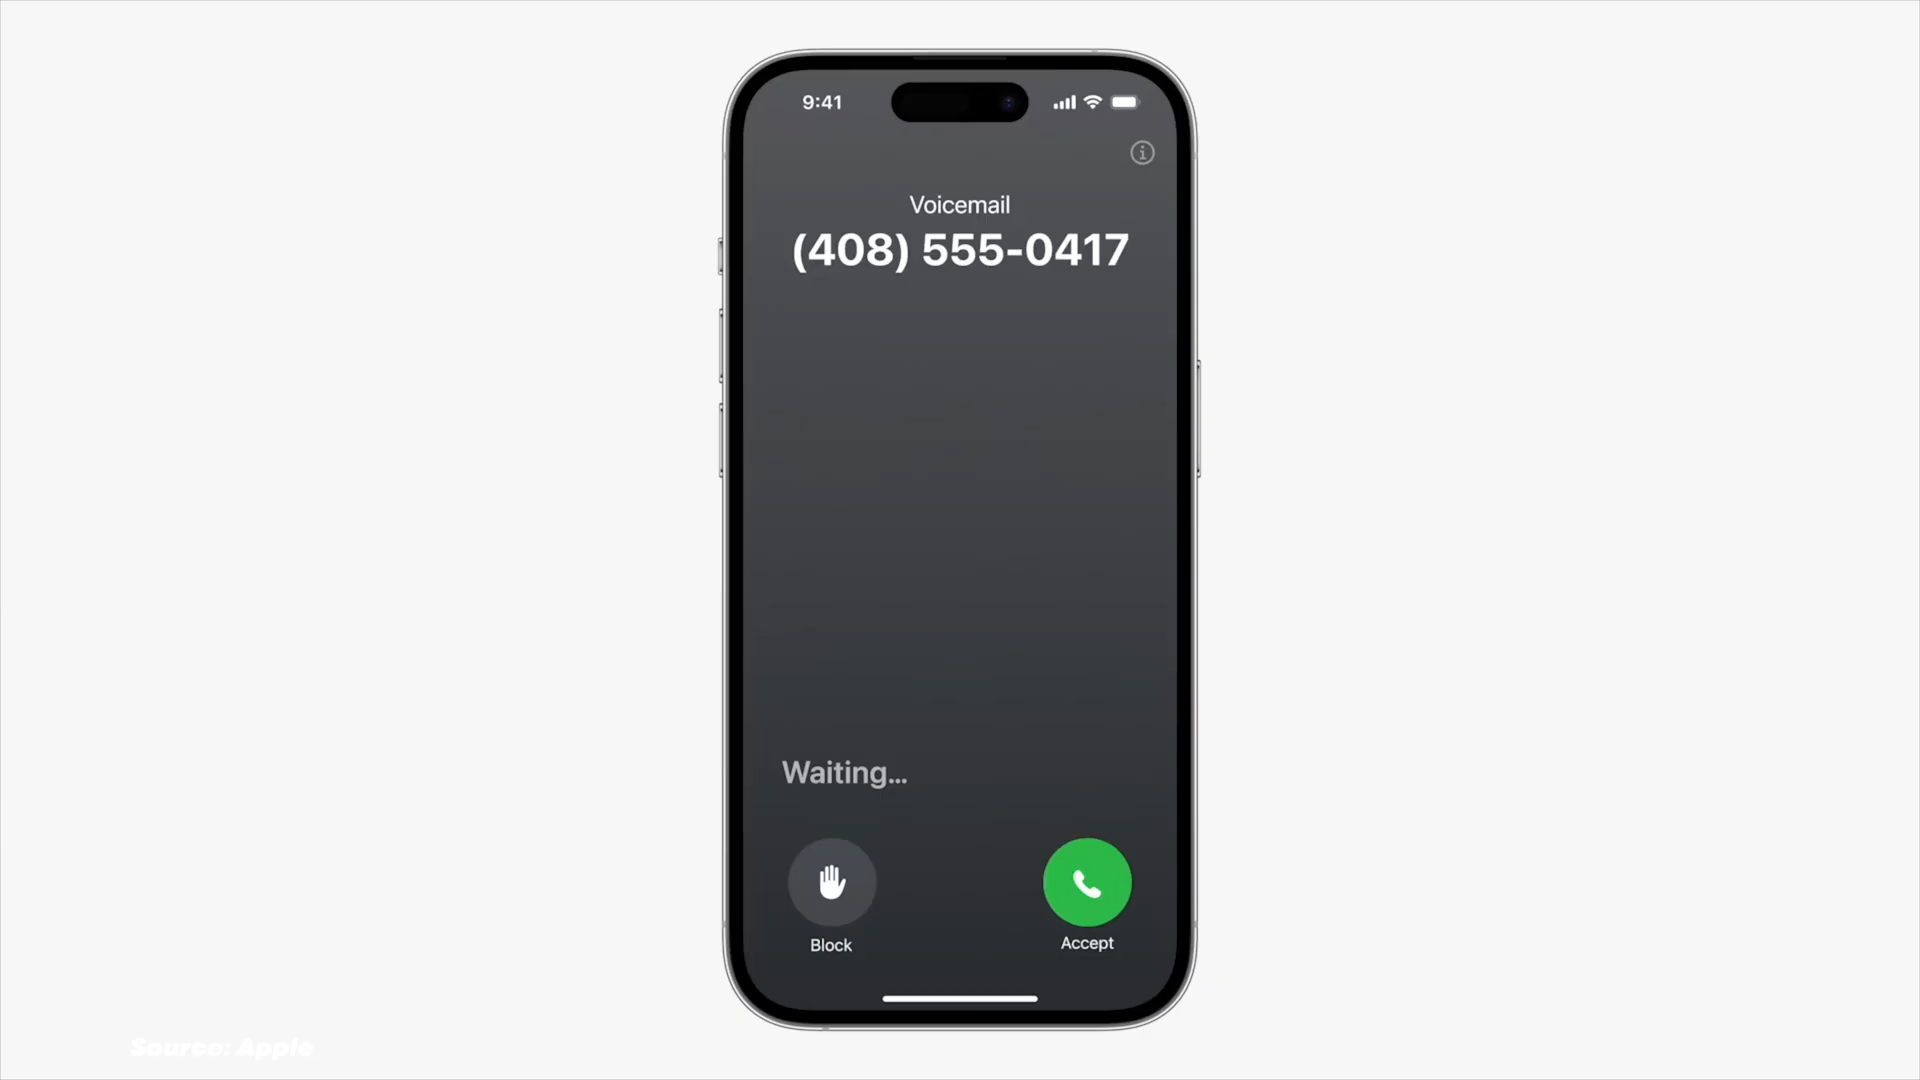 9:41
Voicemail
(408) 555-0417
Waiting...
Block
Accept
Source: Apple